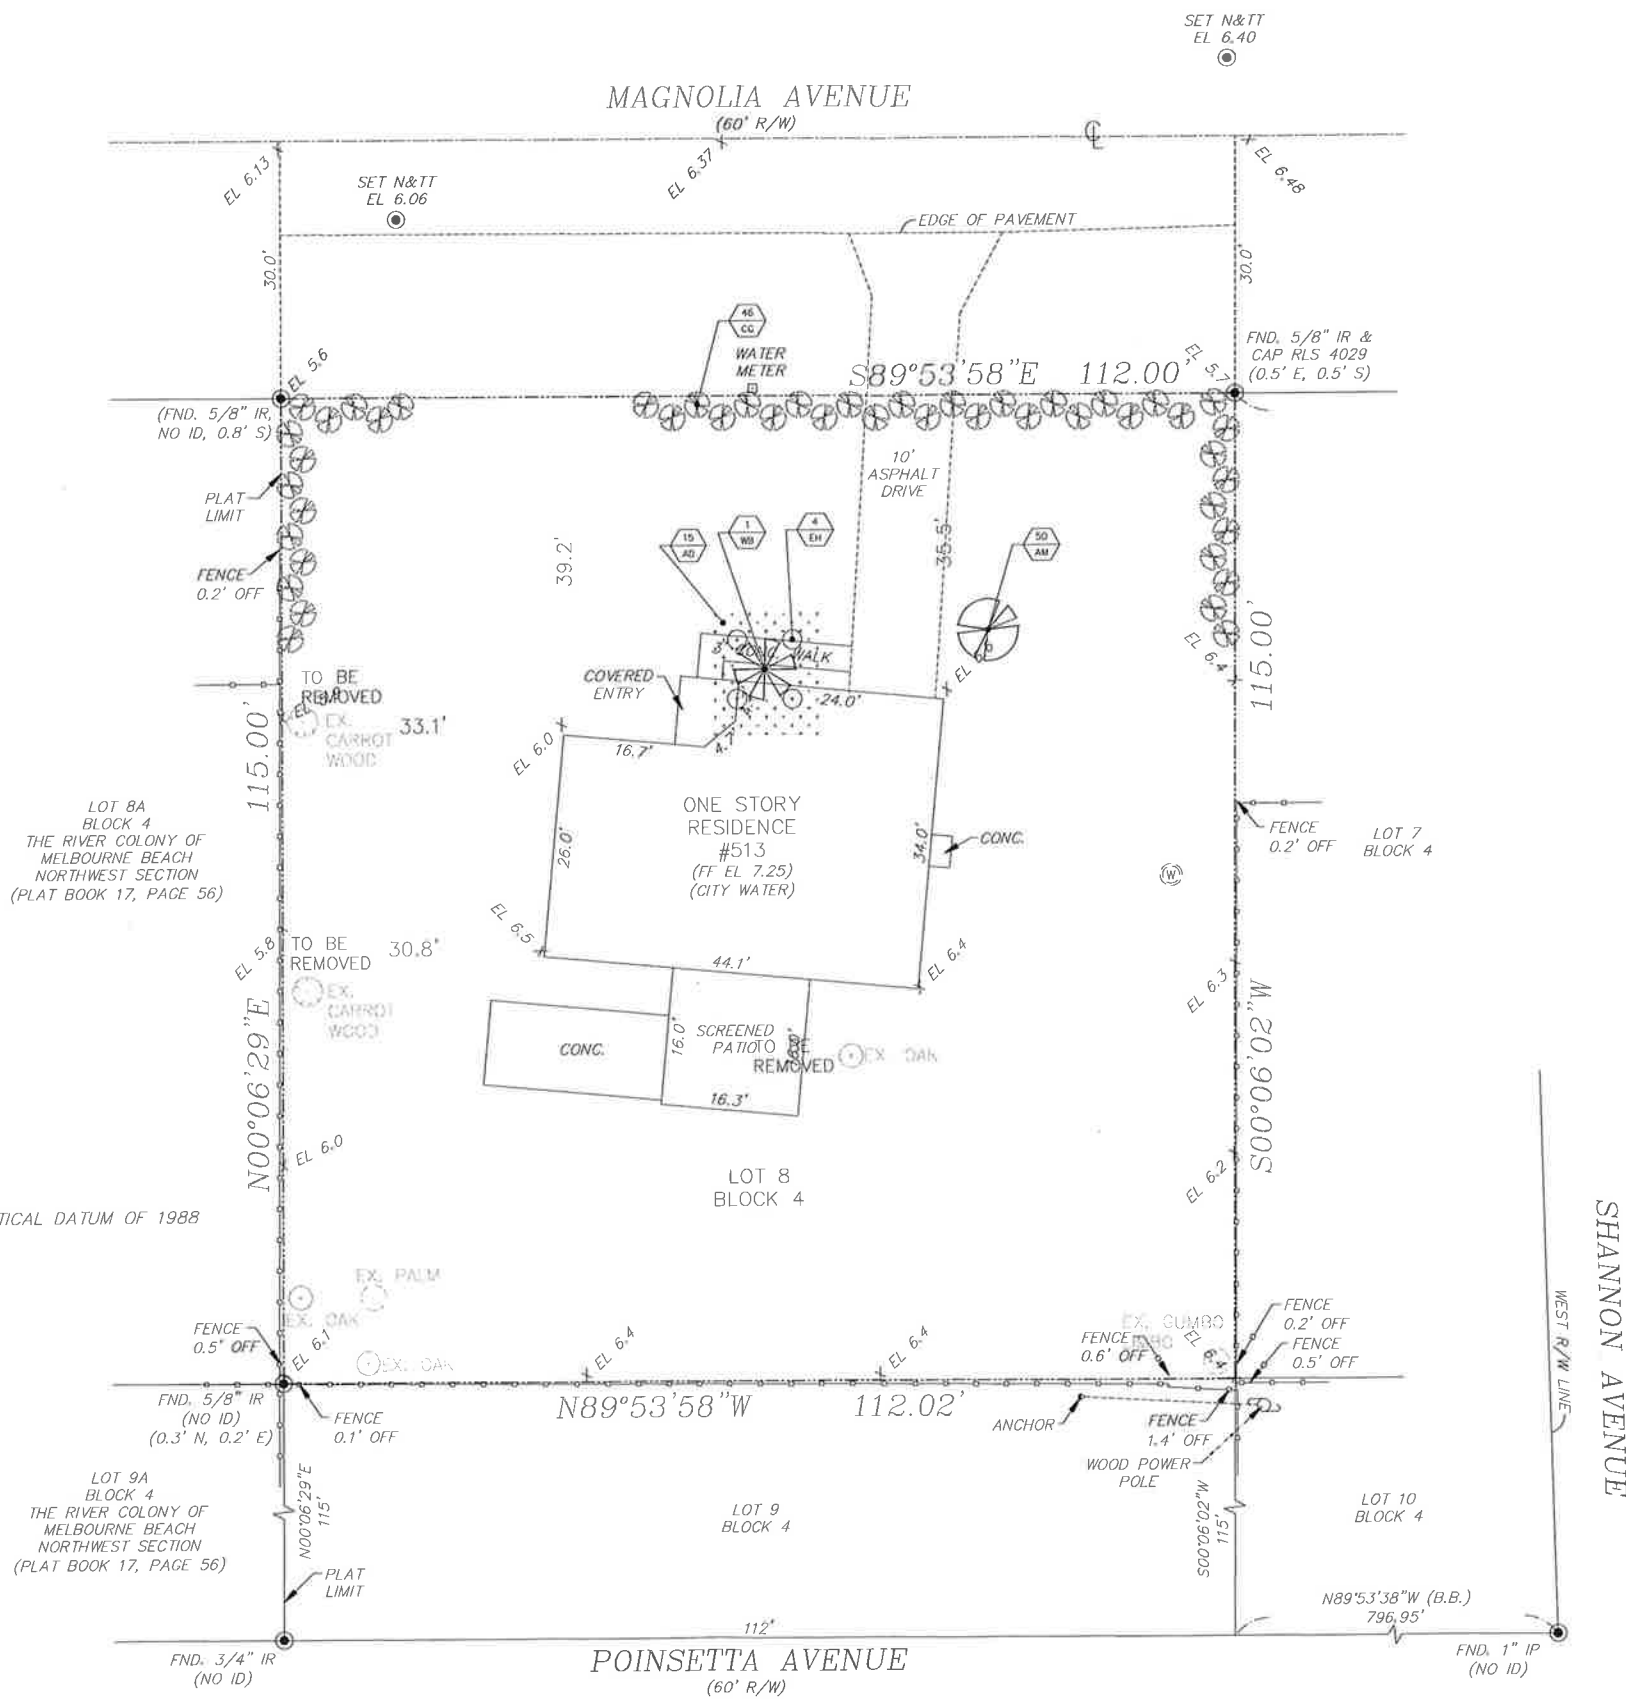 SET N&TT
EL 6.40
MAGNOLIA AVENUE
(60' R/W)
EL 6.13
SET N&TT
EL 6.06
EL 6.37
EL 6.48
EDGE OF PAVEMENT
30.0'
30.0'
46
CC
WATER
METER
EL 5.6
S89°53'58"E 112.00'
EL 5.7
FND. 5/8" IR &
CAP RLS 4029
(0.5' E, 0.5' S)
(FND. 5/8" IR,
NO ID, 0.8' S)
10'
ASPHALT
DRIVE
PLAT
LIMIT
15
AD
1
WB
4
EH
50
AM
39.2'
35.5'
FENCE
0.2' OFF
WALK
EL 6.4
TO BE
REMOVED
EX.
CARROT
WOOD
33.1'
COVERED
ENTRY
24.0'
115.00'
115.00'
EL 6.0
16.7'
4.7'
LOT 8A
BLOCK 4
THE RIVER COLONY OF
MELBOURNE BEACH
NORTHWEST SECTION
(PLAT BOOK 17, PAGE 56)
ONE STORY
RESIDENCE
#513
(FF EL 7.25)
(CITY WATER)
26.0'
34.0'
CONC.
FENCE
0.2' OFF
LOT 7
BLOCK 4
W
EL 6.5
EL 5.8
TO BE
REMOVED
30.8'
EX.
CARROT
WOOD
44.1'
EL 6.4
EL 6.3
N00°06'29"E
S00°06'02"W
CONC.
16.0'
SCREENED
PATIO
TO
REMOVED
EX. OAK
16.3'
EL 6.0
EL 6.2
LOT 8
BLOCK 4
TICAL DATUM OF 1988
SHANNON AVENUE
WEST R/W LINE
EX. PALM
EX. OAK
EX. OAK
FENCE
0.5' OFF
EL 6.1
EL 6.4
EL 6.4
EX. GUMBO
EL 6.4
FENCE
0.6' OFF
FENCE
0.2' OFF
FENCE
0.5' OFF
FND. 5/8" IR
(NO ID)
(0.3' N, 0.2' E)
FENCE
0.1' OFF
N89°53'58"W 112.02'
ANCHOR
FENCE
1.4' OFF
WOOD POWER
POLE
LOT 9A
BLOCK 4
THE RIVER COLONY OF
MELBOURNE BEACH
NORTHWEST SECTION
(PLAT BOOK 17, PAGE 56)
N00°06'29"E
115'
LOT 9
BLOCK 4
S00°06'02"W
115'
LOT 10
BLOCK 4
PLAT
LIMIT
N89°53'38"W (B.B.)
796.95'
112'
FND. 3/4" IR
(NO ID)
POINSETTA AVENUE
(60' R/W)
FND. 1" IP
(NO ID)